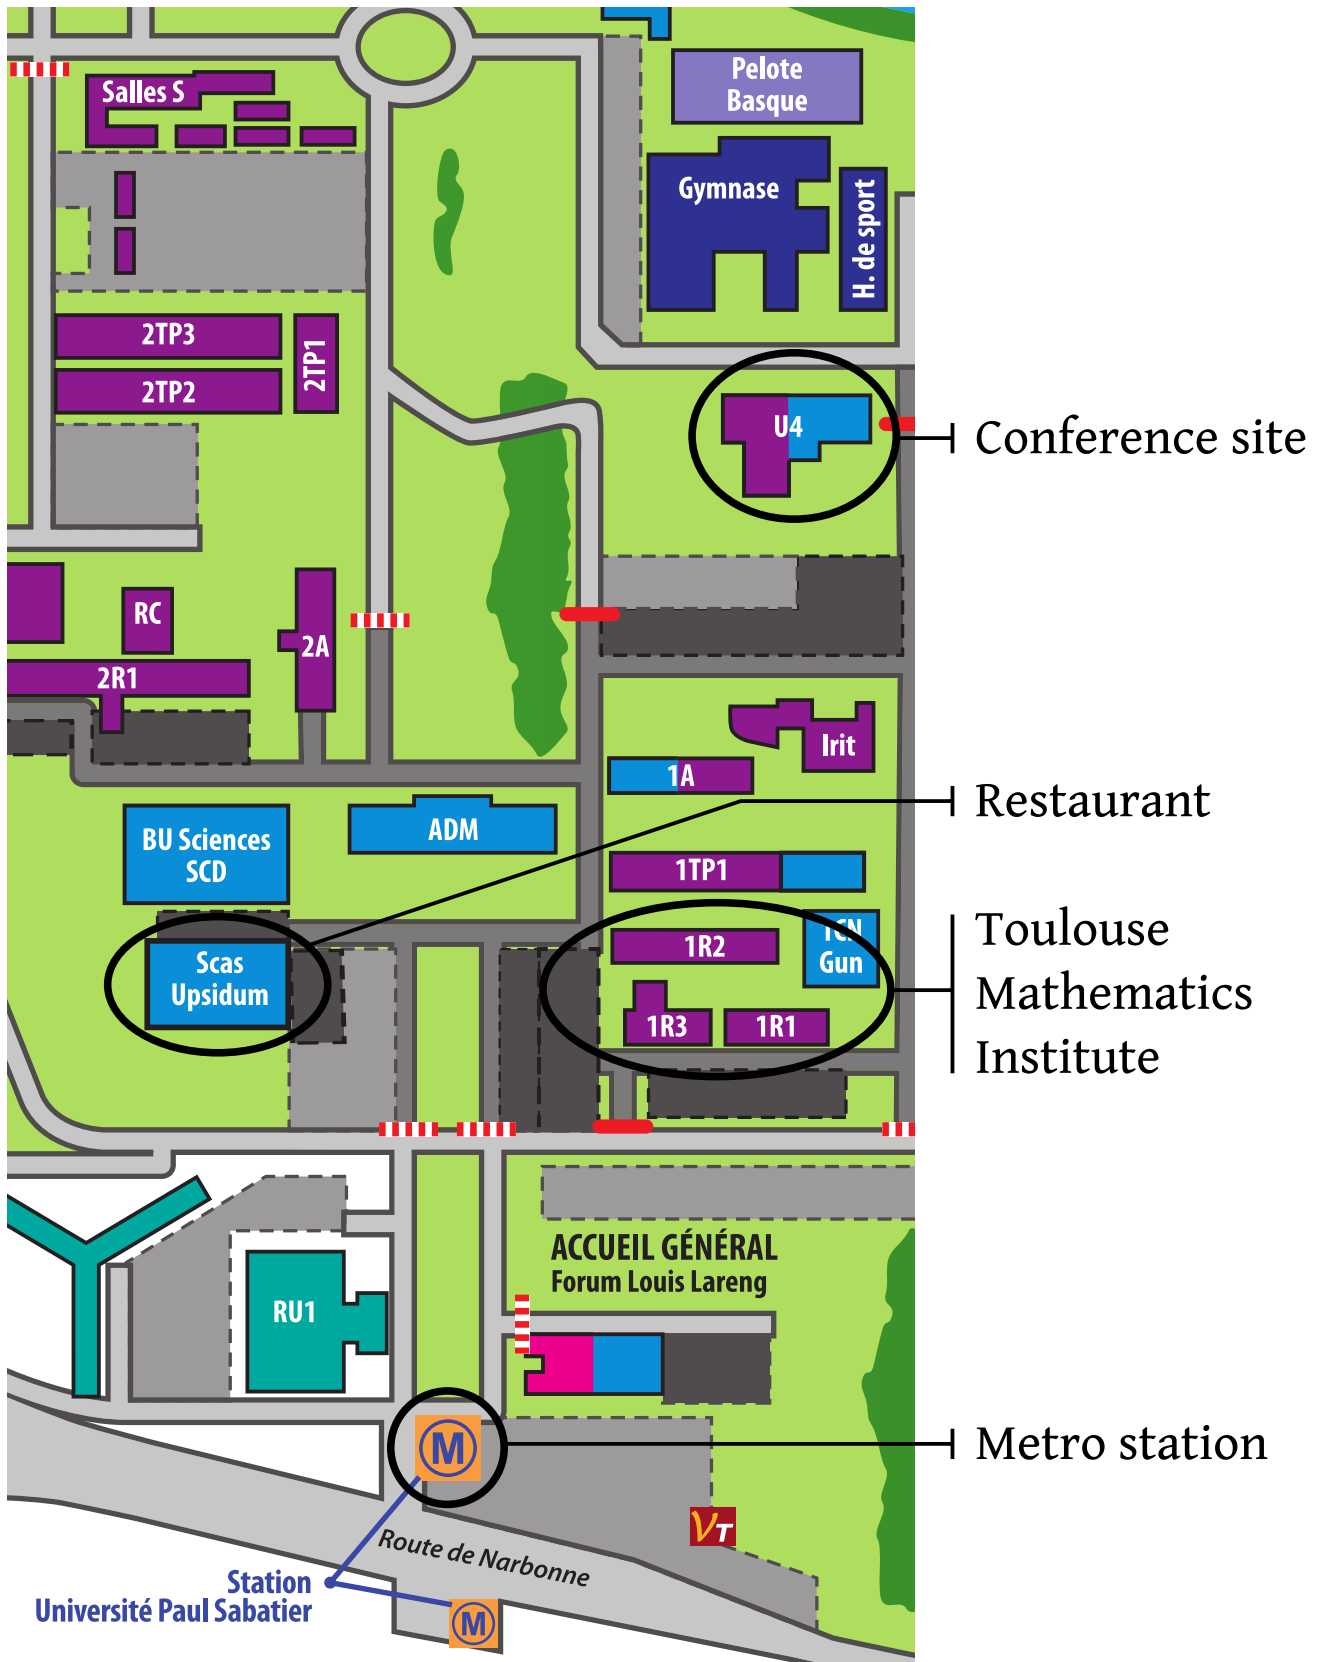 Pelote
Basque
Salles S
Gymnase
H. de sport
2TP3
2TP1
2TP2
U4
Conference site
RC
2A
2R1
Irit
1A
Restaurant
BU Sciences
SCD
ADM
1TP1
Scas
Upsidum
1R2
TCN
Gun
1R3
1R1
Toulouse
Mathematics
Institute
ACCUEIL GÉNÉRAL
Forum Louis Lareng
RU1
M
Metro station
VT
Route de Narbonne
Station
Université Paul Sabatier
M